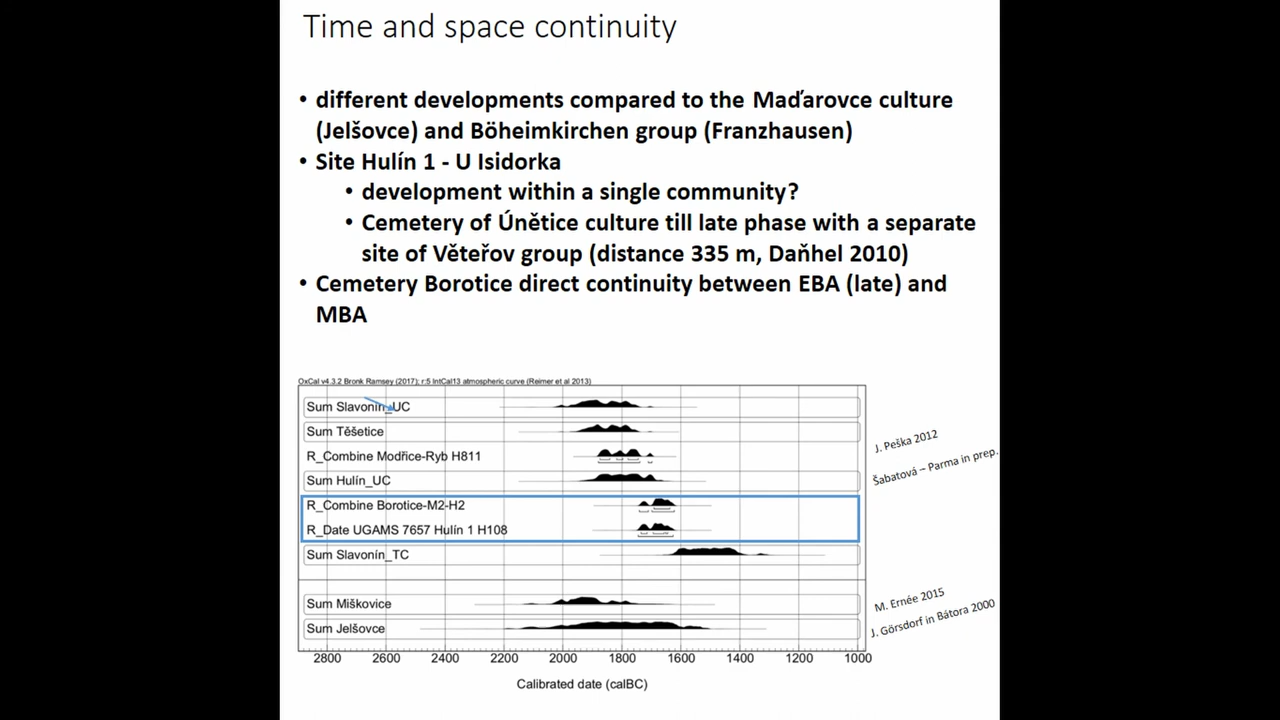 Time and space continuity
• different developments compared to the Maďarovce culture
(Jelšovce) and Böheimkirchen group (Franzhausen)
• Site Hulín 1 - U Isidorka
• development within a single community?
• Cemetery of Únětice culture till late phase with a separate
site of Věteřov group (distance 335 m, Daňhel 2010)
• Cemetery Borotice direct continuity between EBA (late) and
MBA
OxCal v4.3.2 Bronk Ramsey (2017); r:5 IntCal13 atmospheric curve (Reimer et al 2013)
Sum Slavonín_UC
Sum Těšetice
R_Combine Modřice-Ryb H811
Sum Hulín_UC
R_Combine Borotice-M2-H2
R_Date UGAMS 7657 Hulín 1 H108
Sum Slavonín_TC
Sum Miškovice
Sum Jelšovce
J. Peška 2012
Šabatová – Parma in prep.
M. Ernée 2015
J. Görsdorf in Bátora 2000
2800 2600 2400 2200 2000 1800 1600 1400 1200 1000
Calibrated date (calBC)